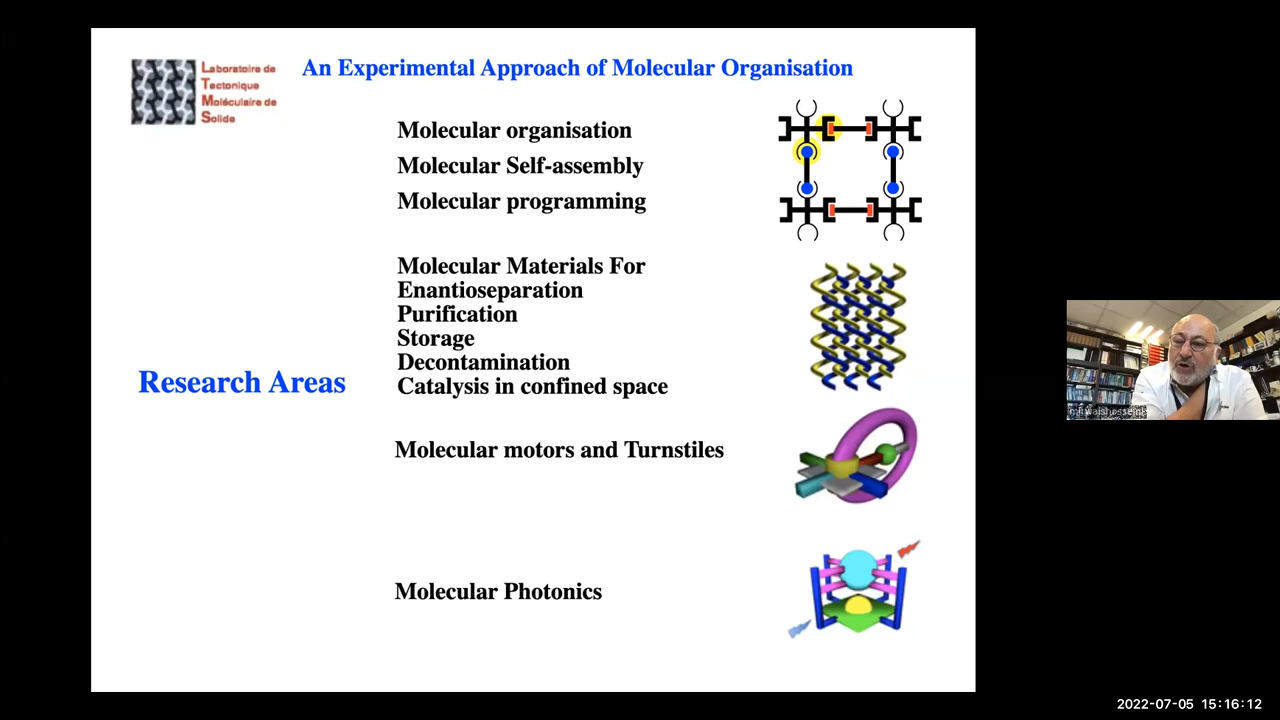 An Experimental Approach of Molecular Organisation
Laboratoire de
Tectonique
Moléculaire de
Solide
Molecular organisation
Molecular Self-assembly
Molecular programming
Molecular Materials For
Enantioseparation
Purification
Storage
Decontamination
Catalysis in confined space
Research Areas
Molecular motors and Turnstiles
Molecular Photonics
2022-07-05 15:16:12